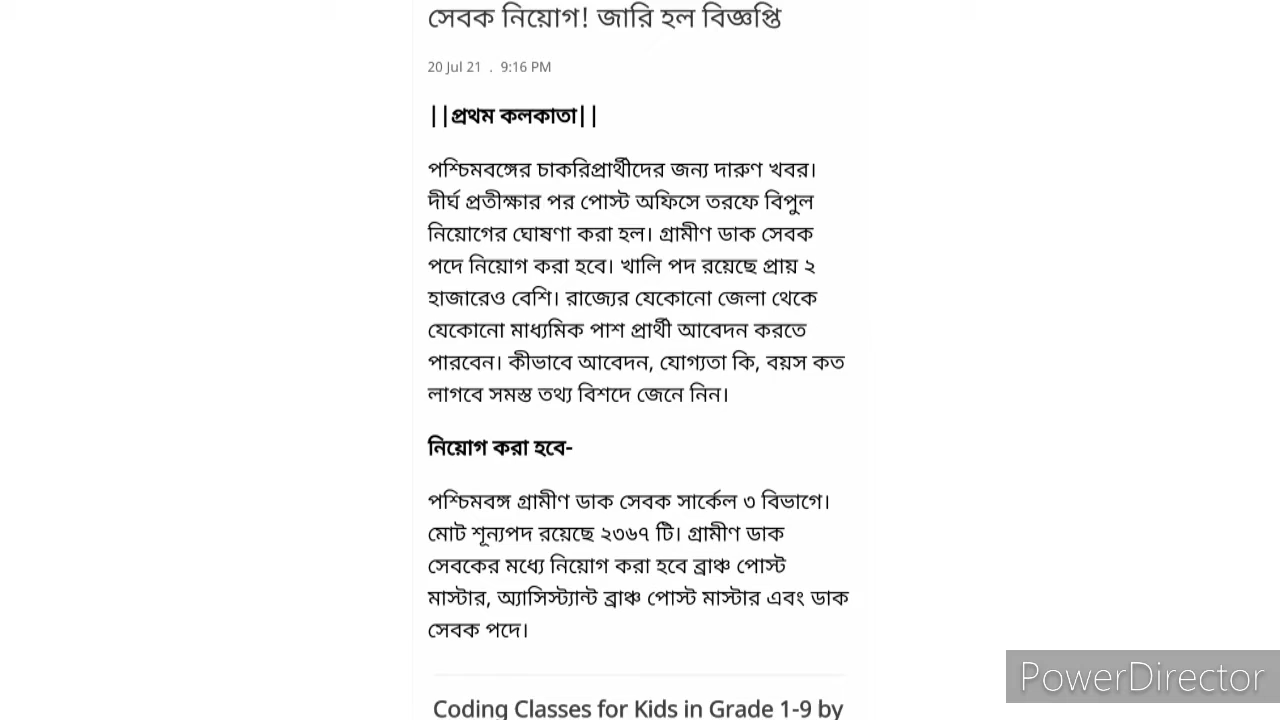 সেবক নিয়োগ! জারি হল বিজ্ঞপ্তি
20 Jul 21 . 9:16 PM
||প্রথম কলকাতা||
পশ্চিমবঙ্গের চাকরিপ্রার্থীদের জন্য দারুণ খবর।
দীর্ঘ প্রতীক্ষার পর পোস্ট অফিসে তরফে বিপুল
নিয়োগের ঘোষণা করা হল। গ্রামীণ ডাক সেবক
পদে নিয়োগ করা হবে। খালি পদ রয়েছে প্রায় ২
হাজারেও বেশি। রাজ্যের যেকোনো জেলা থেকে
যেকোনো মাধ্যমিক পাশ প্রার্থী আবেদন করতে
পারবেন। কীভাবে আবেদন, যোগ্যতা কি, বয়স কত
লাগবে সমস্ত তথ্য বিশদে জেনে নিন।
নিয়োগ করা হবে-
পশ্চিমবঙ্গ গ্রামীণ ডাক সেবক সার্কেল ৩ বিভাগে।
মোট শূন্যপদ রয়েছে ২৩৬৭ টি। গ্রামীণ ডাক
সেবকের মধ্যে নিয়োগ করা হবে ব্রাঞ্চ পোস্ট
মাস্টার, অ্যাসিস্ট্যান্ট ব্রাঞ্চ পোস্ট মাস্টার এবং ডাক
সেবক পদে।
Coding Classes for Kids in Grade 1-9 by
PowerDirector